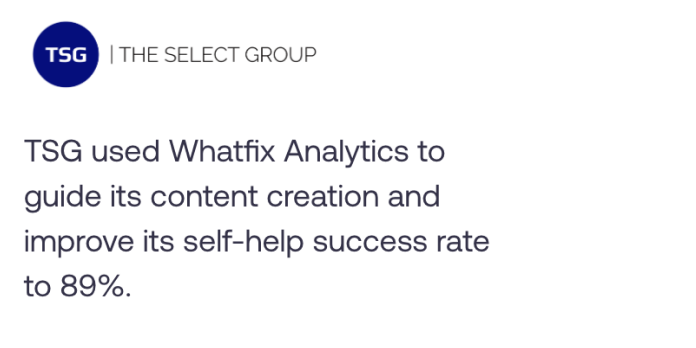 TSG | THE SELECT GROUP
TSG used Whatfix Analytics to
guide its content creation and
improve its self-help success rate
to 89%.